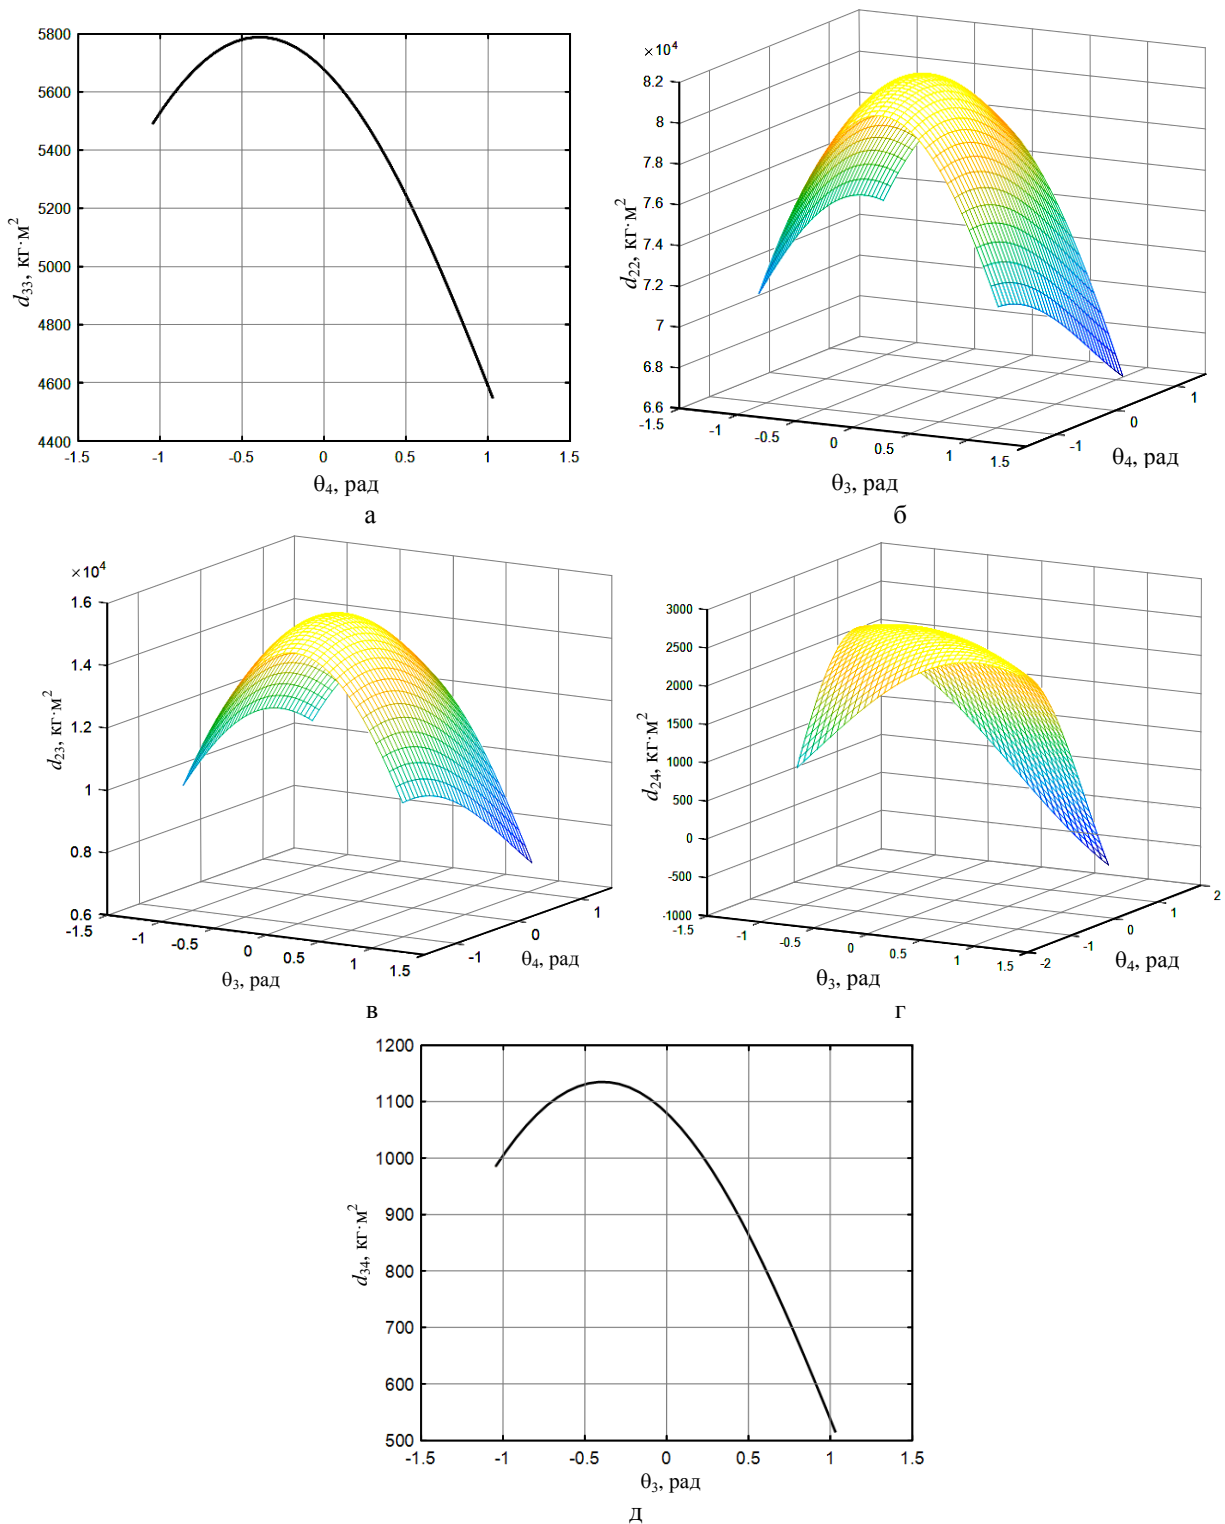 5800
5600
5400
5200
5000
4800
4600
4400
-1.5 -1 -0.5 0 0.5 1 1.5
d33, кг·м²
θ4, рад
а
×10⁴
8.2
8
7.8
7.6
7.4
7.2
7
6.8
6.6
-1.5 -1 -0.5 0 0.5 1 1.5
-1 0 1
d22, кг·м²
θ3, рад
θ4, рад
б
×10⁴
1.6
1.4
1.2
1
0.8
0.6
-1.5 -1 -0.5 0 0.5 1 1.5
-1 0 1
d23, кг·м²
θ3, рад
θ4, рад
в
3000
2500
2000
1500
1000
500
0
-500
-1000
-1.5 -1 -0.5 0 0.5 1 1.5
-2 -1 0 1 2
d24, кг·м²
θ3, рад
θ4, рад
г
1200
1100
1000
900
800
700
600
500
-1.5 -1 -0.5 0 0.5 1 1.5
d34, кг·м²
θ3, рад
д